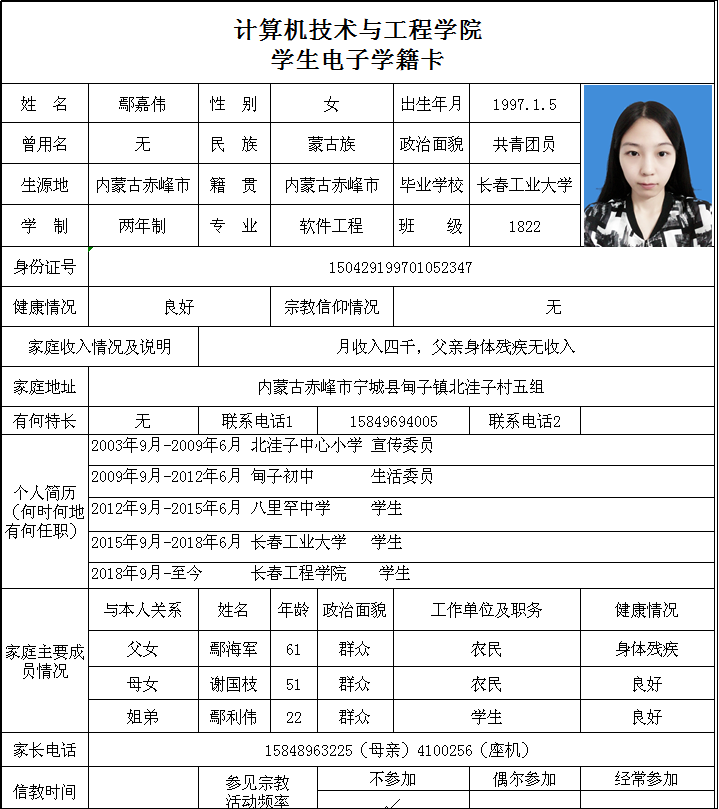 计算机技术与工程学院
学生电子学籍卡
姓 名 鄢嘉伟 性 别 女 出生年月 1997.1.5
曾用名 无 民 族 蒙古族 政治面貌 共青团员
生源地 内蒙古赤峰市 籍 贯 内蒙古赤峰市 毕业学校 长春工业大学
学 制 两年制 专 业 软件工程 班 级 1822
身份证号 150429199701052347
健康情况 良好 宗教信仰情况 无
家庭收入情况及说明 月收入四千，父亲身体残疾无收入
家庭地址 内蒙古赤峰市宁城县甸子镇北洼子村五组
有何特长 无 联系电话1 15849694005 联系电话2
个人简历
（何时何地
有何任职）
2003年9月-2009年6月 北洼子中心小学 宣传委员
2009年9月-2012年6月 甸子初中 生活委员
2012年9月-2015年6月 八里罕中学 学生
2015年9月-2018年6月 长春工业大学 学生
2018年9月-至今 长春工程学院 学生
家庭主要成
员情况
与本人关系 姓名 年龄 政治面貌 工作单位及职务 健康情况
父女 鄢海军 61 群众 农民 身体残疾
母女 谢国枝 51 群众 农民 良好
姐弟 鄢利伟 22 群众 学生 良好
家长电话 15848963225（母亲）4100256（座机）
信教时间 参见宗教
活动频率 不参加 偶尔参加 经常参加
✓